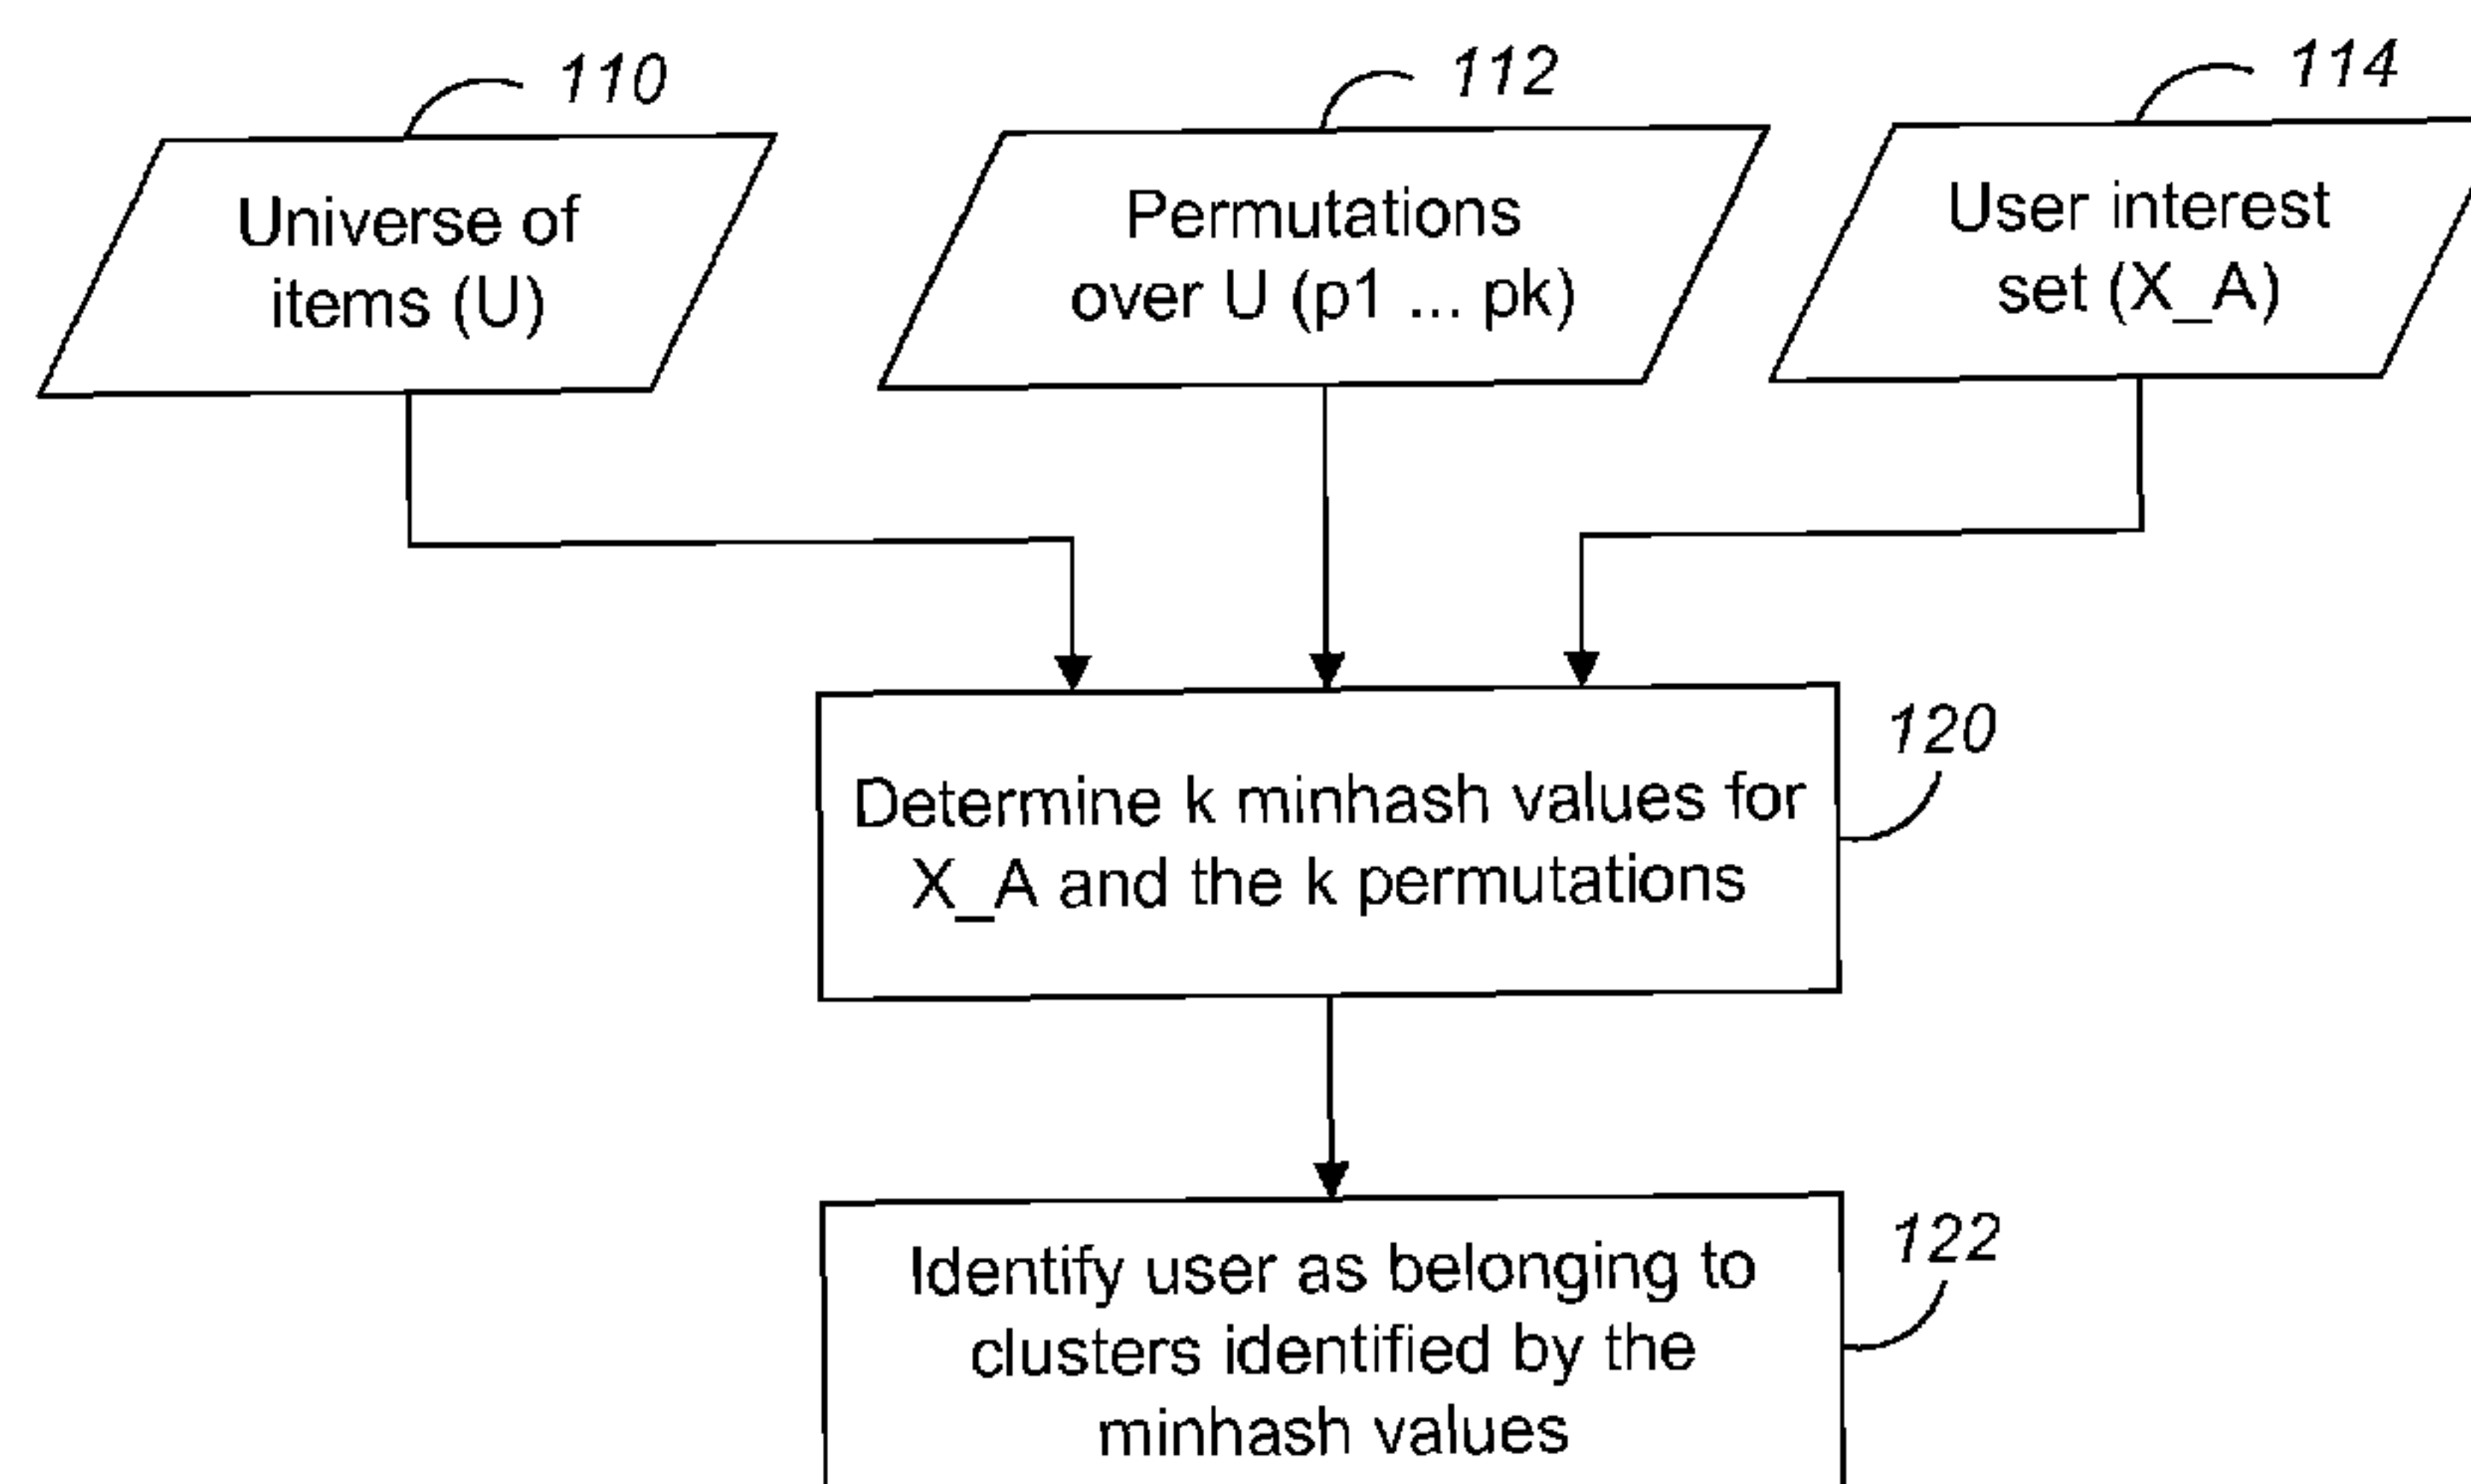 110
112
114
Universe of
items (U)
Permutations
over U (p1 ... pk)
User interest
set (X_A)
120
Determine k minhash values for
X_A and the k permutations
122
Identify user as belonging to
clusters identified by the
minhash values